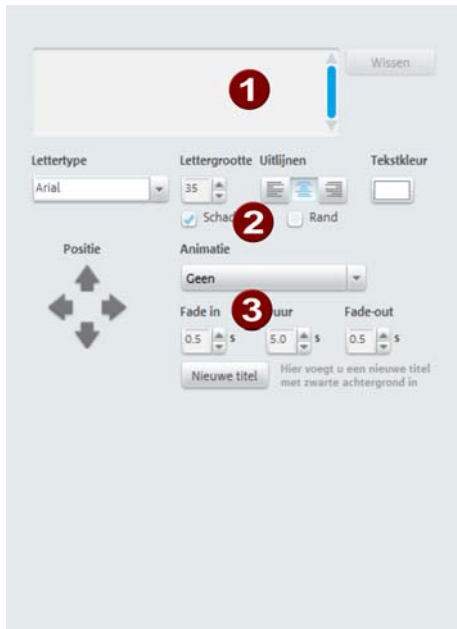 1
Wissen
Lettertype Lettergrootte Uitlijnen Tekstkleur
Arial 35
2 Rand
Positie Animatie
Geen
Fade in 3 Fade-out
0.5 s 5.0 s 0.5 s
Nieuwe titel Hier voegt u een nieuwe titel
met zwarte achtergrond in